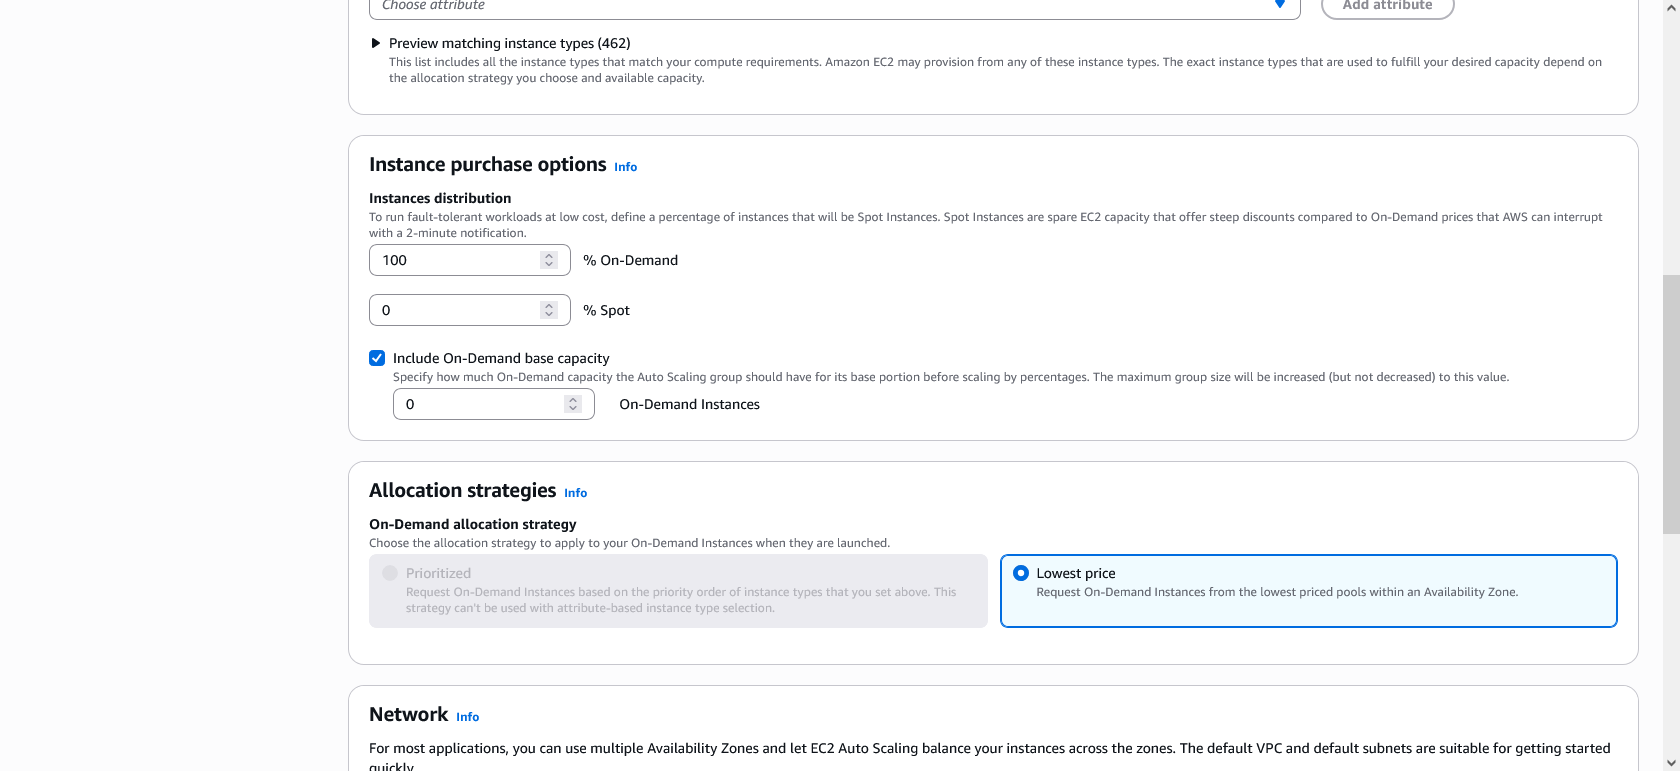 Choose attribute
Add attribute
Preview matching instance types (462)
This list includes all the instance types that match your compute requirements. Amazon EC2 may provision from any of these instance types. The exact instance types that are used to fulfill your desired capacity depend on
the allocation strategy you choose and available capacity.
Instance purchase options Info
Instances distribution
To run fault-tolerant workloads at low cost, define a percentage of instances that will be Spot Instances. Spot Instances are spare EC2 capacity that offer steep discounts compared to On-Demand prices that AWS can interrupt
with a 2-minute notification.
100 % On-Demand
0 % Spot
Include On-Demand base capacity
Specify how much On-Demand capacity the Auto Scaling group should have for its base portion before scaling by percentages. The maximum group size will be increased (but not decreased) to this value.
0 On-Demand Instances
Allocation strategies Info
On-Demand allocation strategy
Choose the allocation strategy to apply to your On-Demand Instances when they are launched.
Prioritized
Request On-Demand Instances based on the priority order of instance types that you set above. This
strategy can't be used with attribute-based instance type selection.
Lowest price
Request On-Demand Instances from the lowest priced pools within an Availability Zone.
Network Info
For most applications, you can use multiple Availability Zones and let EC2 Auto Scaling balance your instances across the zones. The default VPC and default subnets are suitable for getting started
quickly.